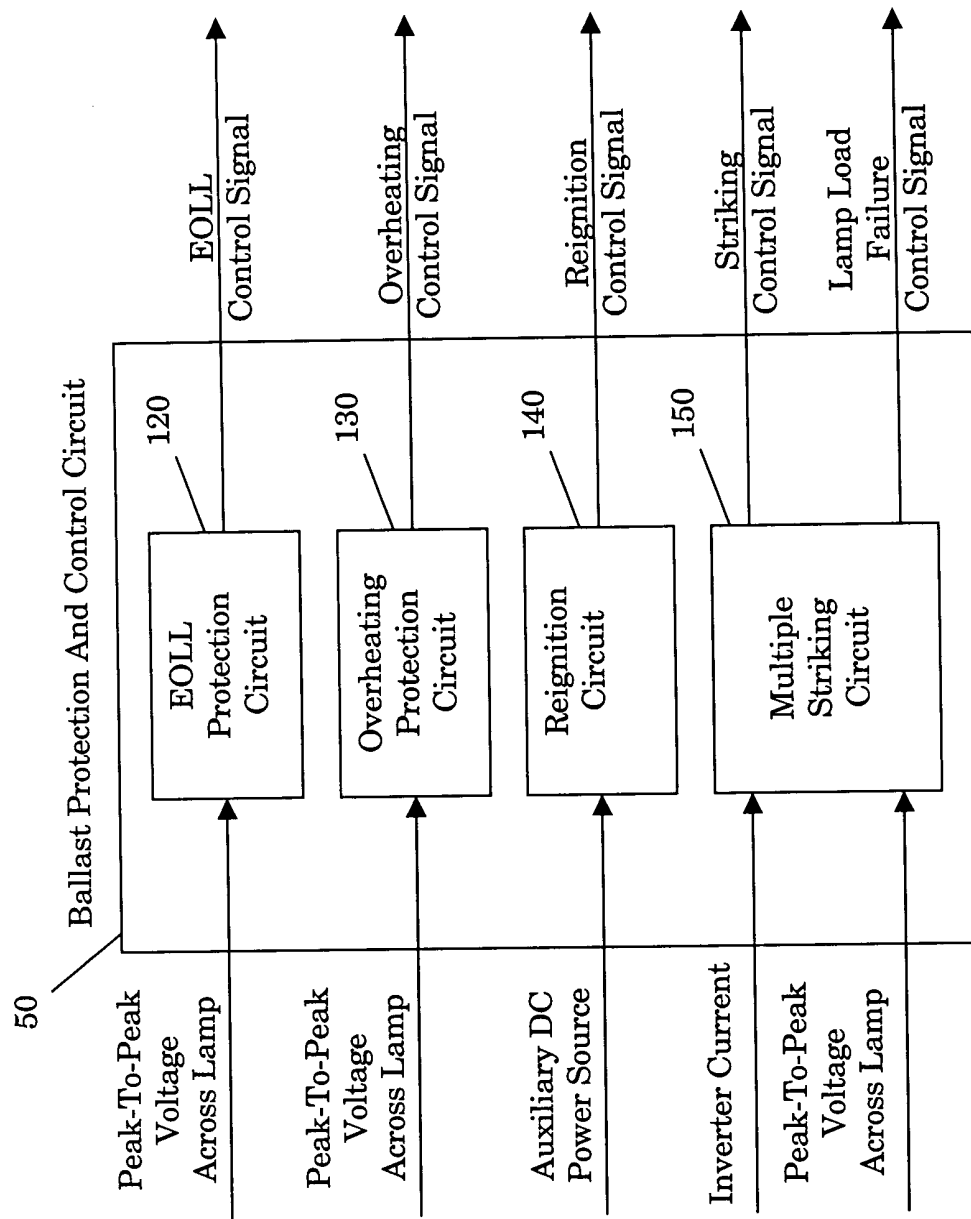 50
Ballast Protection And Control Circuit
Peak-To-Peak
Voltage
Across Lamp
EOLL
Protection
Circuit
120
EOLL
Control Signal
Peak-To-Peak
Voltage
Across Lamp
Overheating
Protection
Circuit
130
Overheating
Control Signal
Auxiliary DC
Power Source
Reignition
Circuit
140
Reignition
Control Signal
Inverter Current
Peak-To-Peak
Voltage
Across Lamp
Multiple
Striking
Circuit
150
Striking
Control Signal
Lamp Load
Failure
Control Signal